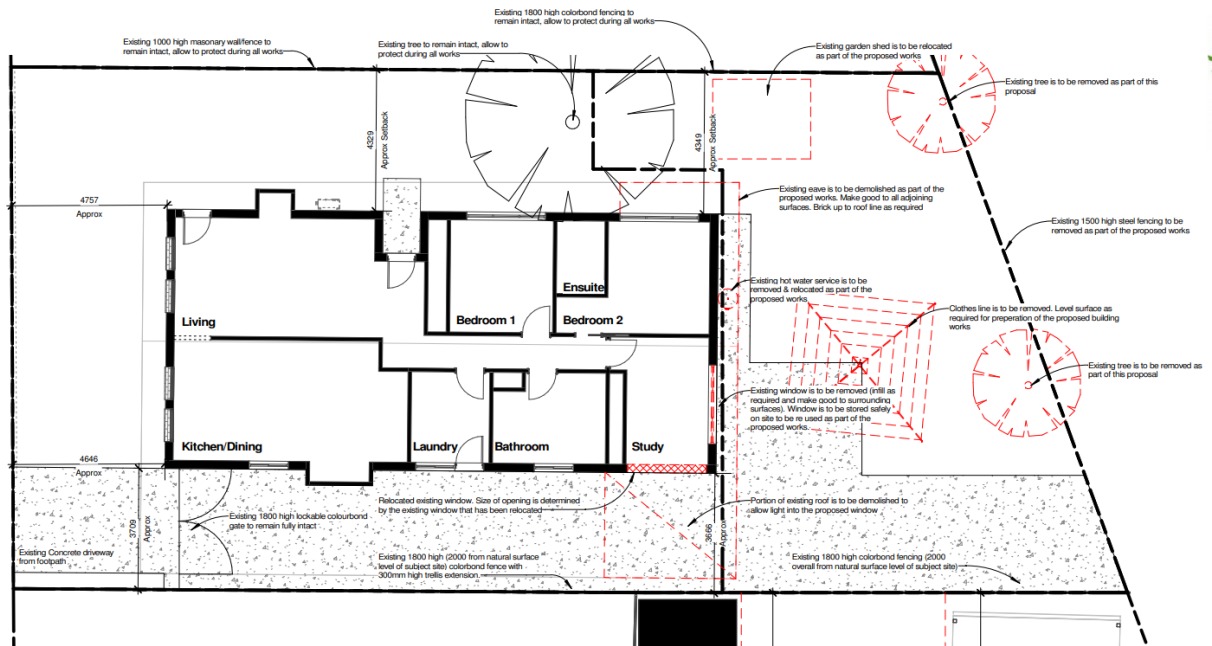 Existing 1800 high colorbond fencing to
remain intact, allow to protect during all works
Existing 1000 high masonary wall/fence to
remain intact, allow to protect during all works
Existing tree to remain intact, allow to
protect during all works
Existing garden shed is to be relocated
as part of the proposed works
Existing tree is to be removed as part of this
proposal
4329
Approx Setback
4349
Approx Setback
4757
Approx
Existing eave is to be demolished as part of the
proposed works. Make good to all adjoining
surfaces. Brick up to roof line as required
Existing 1500 high steel fencing to be
removed as part of the proposed works
Existing hot water service is to be
removed & relocated as part of the
proposed works
Ensuite
Living
Bedroom 1
Bedroom 2
Clothes line is to be removed. Level surface as
required for preperation of the proposed building
works
Existing tree is to be removed as
part of this proposal
Existing window is to be removed (infill as
required and make good to surrounding
surfaces). Window is to be stored safely
on site to be re used as part of the
proposed works.
Kitchen/Dining
Laundry
Bathroom
Study
4646
Approx
3709
Approx
Existing 1800 high lockable colourbond
gate to remain fully intact
Relocated existing window. Size of opening is determined
by the existing window that has been relocated
3666
Approx
Portion of existing roof is to be demolished to
allow light into the proposed window
Existing Concrete driveway
from footpath
Existing 1800 high (2000 from natural surface
level of subject site) colorbond fence with
300mm high trellis extension.
Existing 1800 high colorbond fencing (2000
overall from natural surface level of subject site)